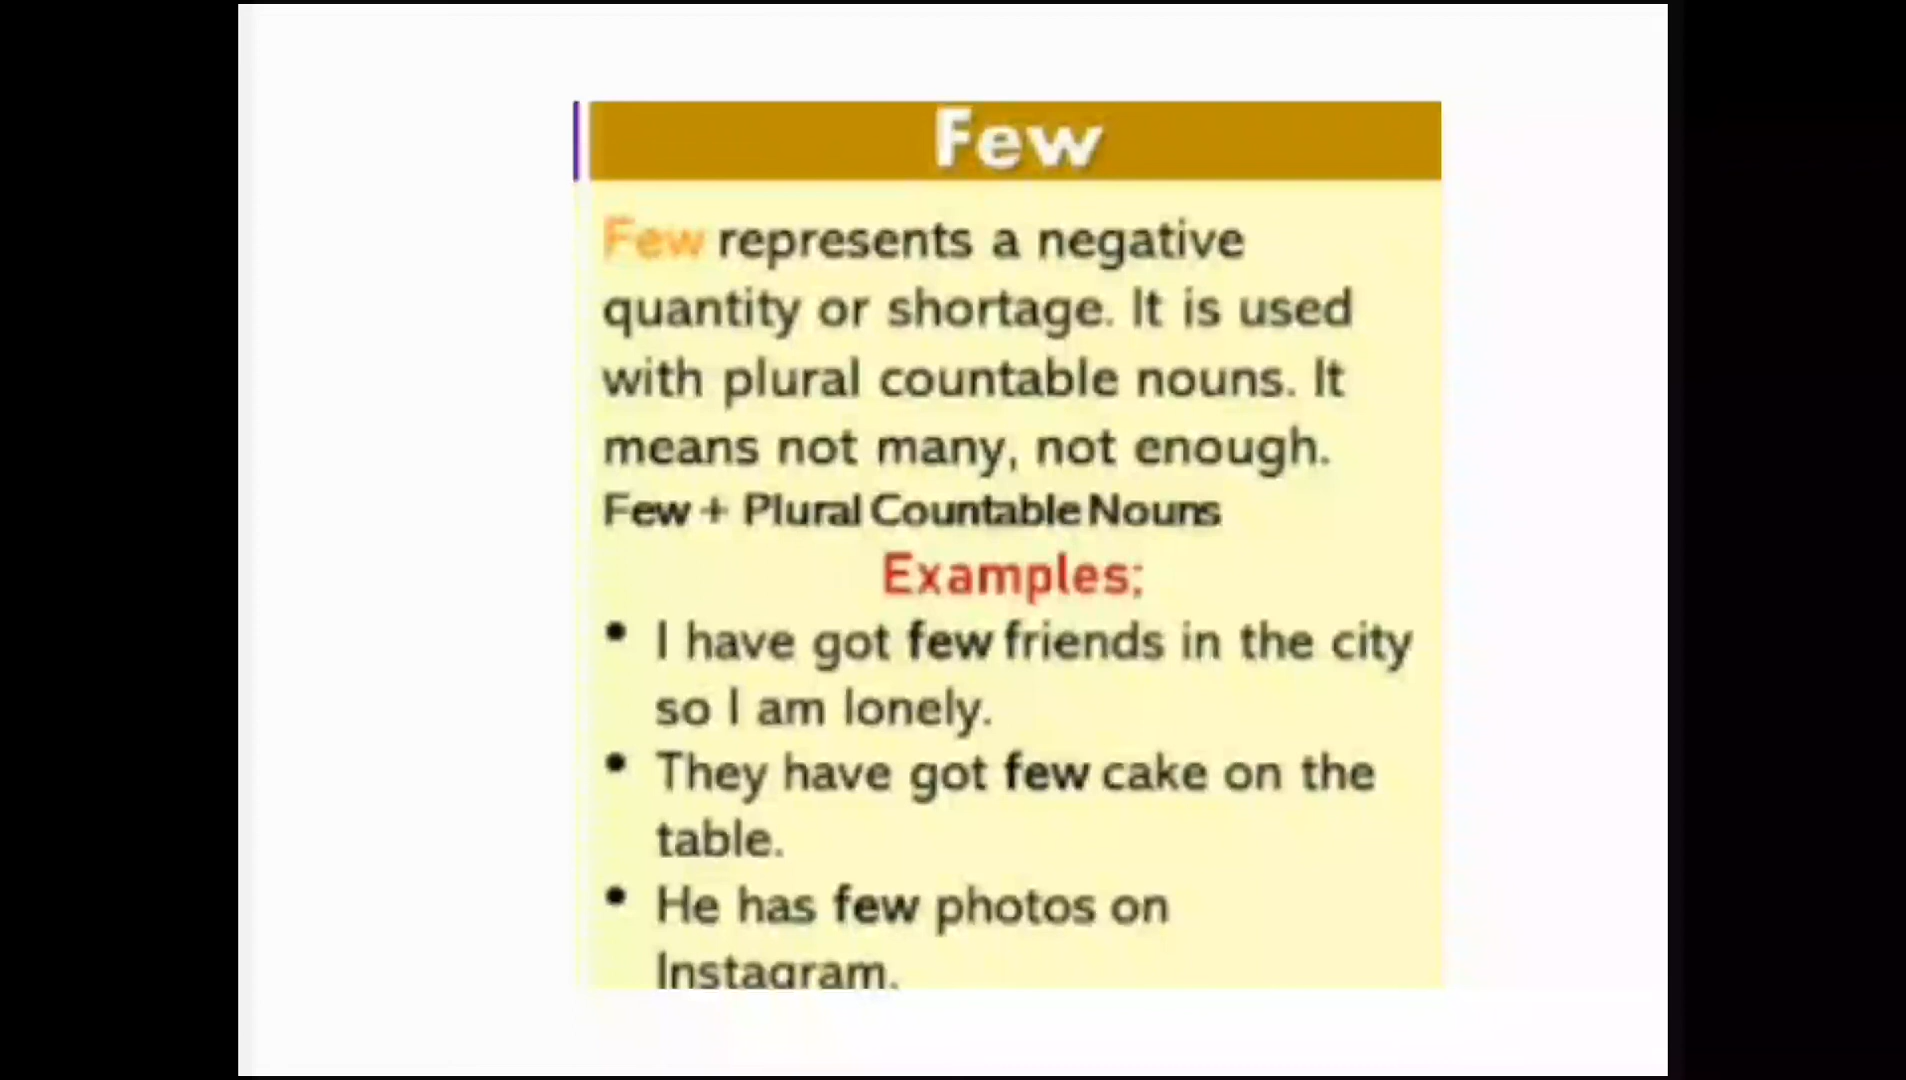 Few
Few represents a negative
quantity or shortage. It is used
with plural countable nouns. It
means not many, not enough.
Few + Plural Countable Nouns
Examples;
• I have got few friends in the city
so I am lonely.
• They have got few cake on the
table.
• He has few photos on
Instagram.